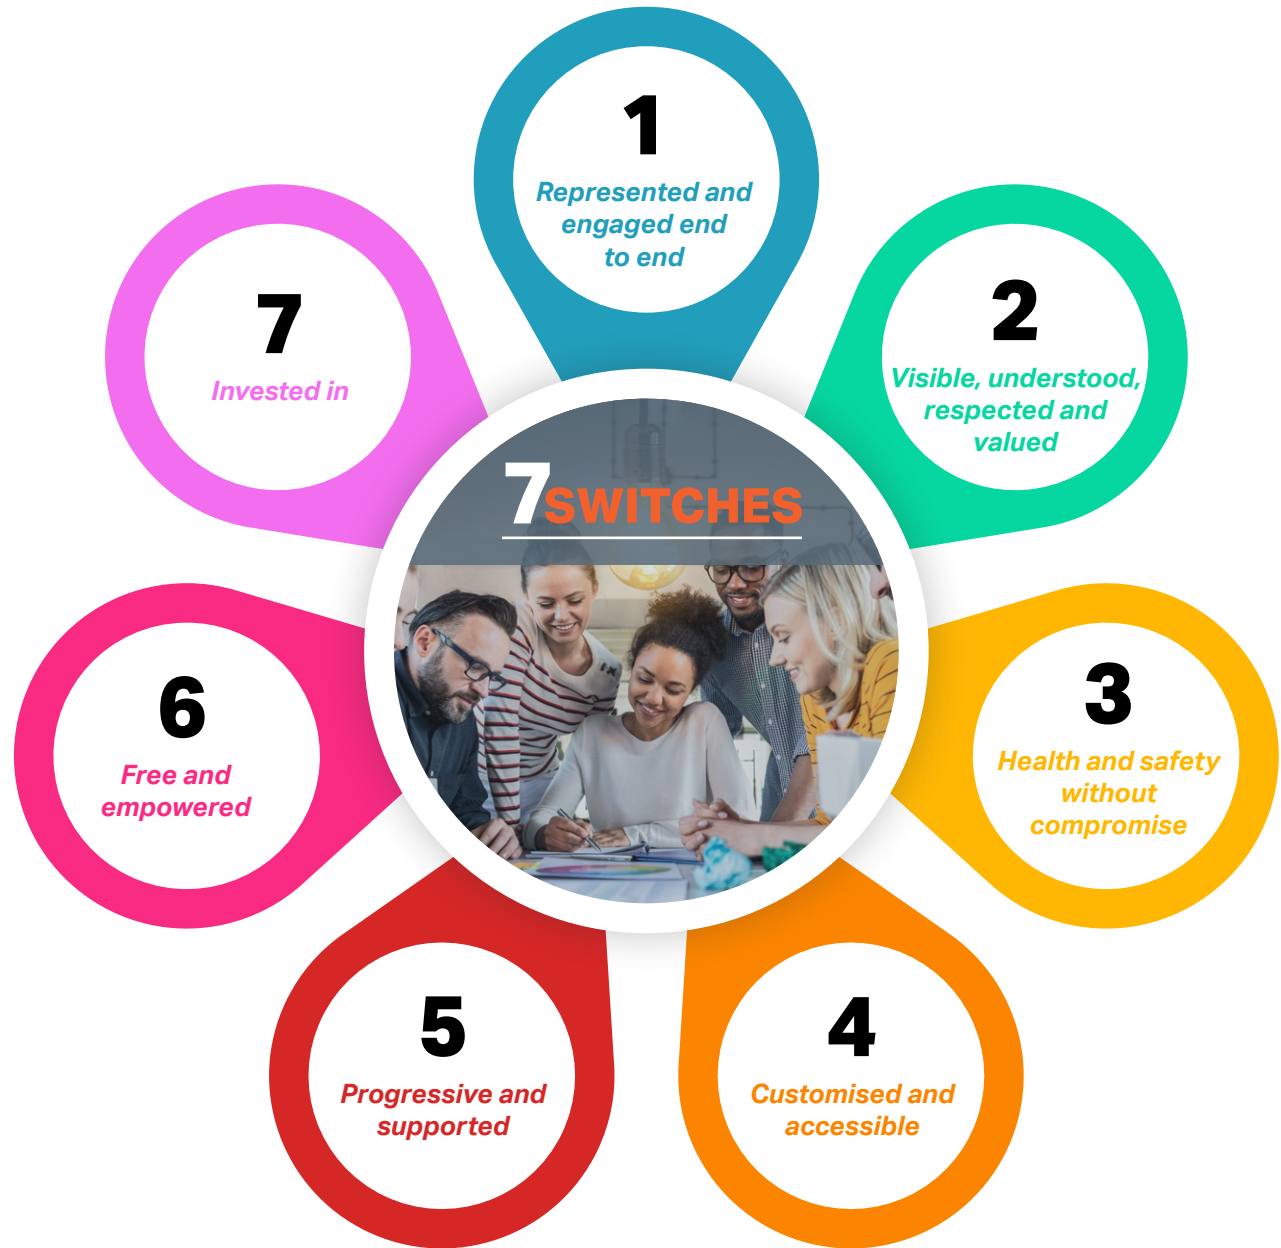 1
Represented and
engaged end
to end
2
Visible, understood,
respected and
valued
3
Health and safety
without
compromise
4
Customised and
accessible
5
Progressive and
supported
6
Free and
empowered
7
Invested in
7SWITCHES